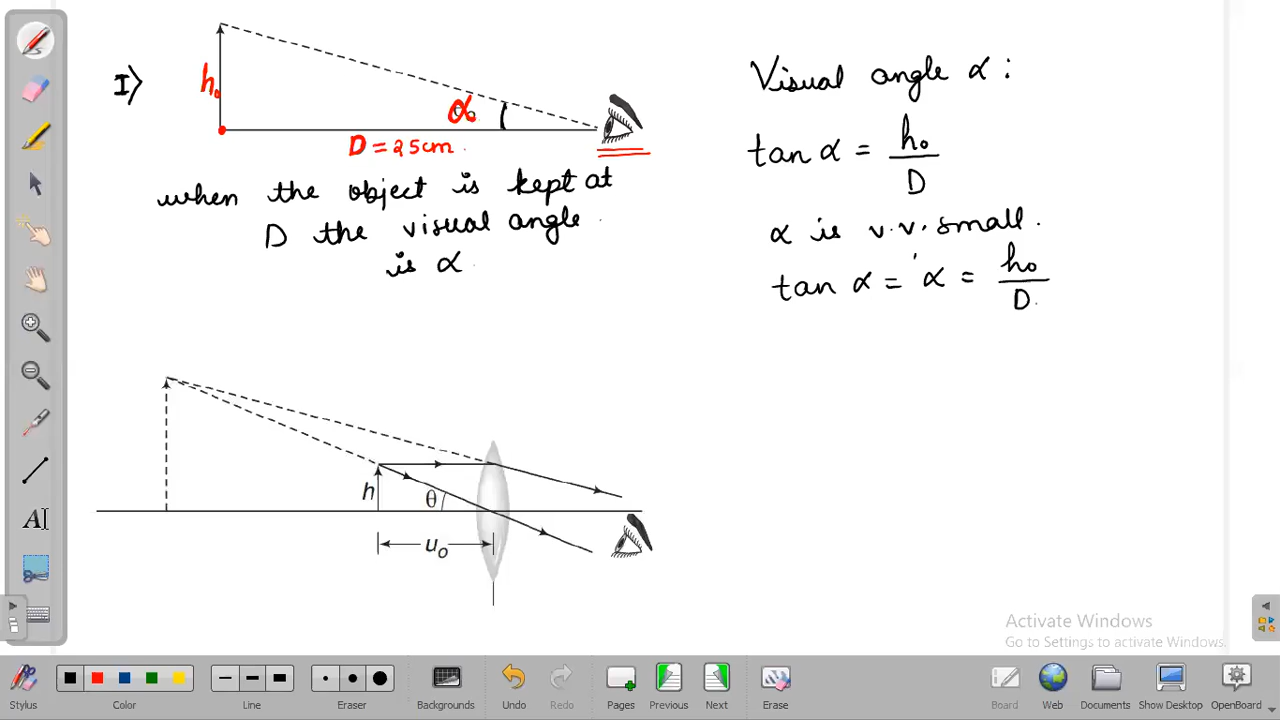 I>
h₀
α₀
D = 25cm
when the object is kept at
D the visual angle
is α
Visual angle α :
tan α = h₀/D
α is v.v. small.
tan α = α = h₀/D
h
θ
u₀
Activate Windows
Go to Settings to activate Windows.
Stylus
Color
Line
Eraser
Backgrounds
Undo
Redo
Pages
Previous
Next
Erase
Board
Web
Documents
Show Desktop
OpenBoard